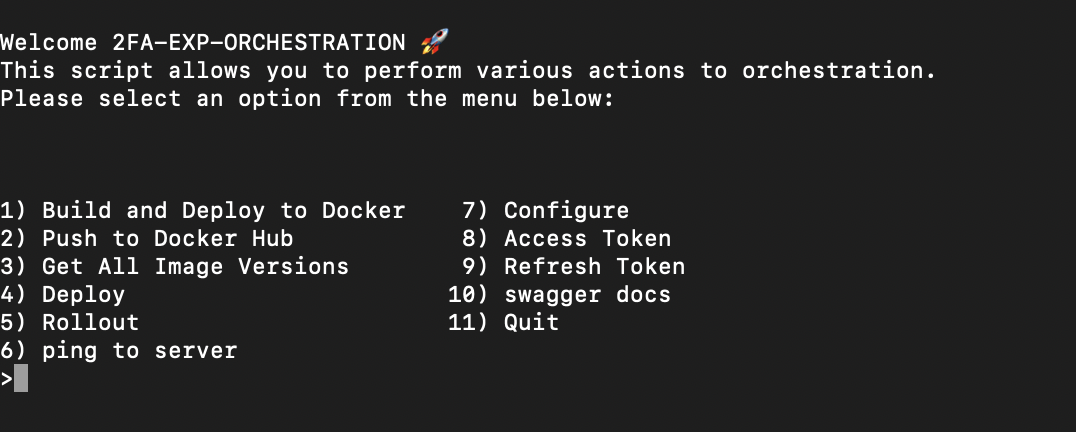 Welcome 2FA-EXP-ORCHESTRATION 🚀
This script allows you to perform various actions to orchestration.
Please select an option from the menu below:
1) Build and Deploy to Docker    7) Configure
2) Push to Docker Hub            8) Access Token
3) Get All Image Versions        9) Refresh Token
4) Deploy                       10) swagger docs
5) Rollout                      11) Quit
6) ping to server
>